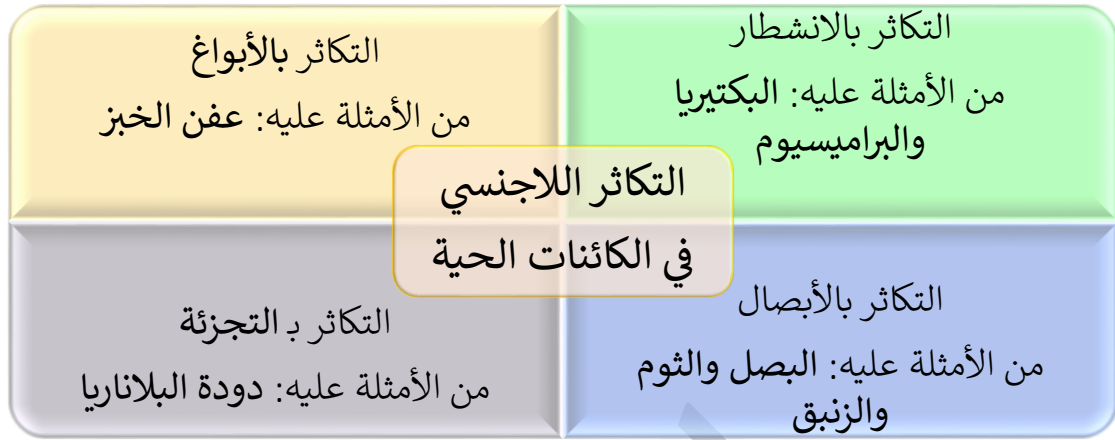 التكاثر بالانشطار
من الأمثلة عليه: البكتيريا
والبراميسيوم
التكاثر بالأبواغ
من الأمثلة عليه: عفن الخبز
التكاثر اللاجنسي
في الكائنات الحية
التكاثر بالأبصال
من الأمثلة عليه: البصل والثوم
والزنبق
التكاثر بـ التجزئة
من الأمثلة عليه: دودة البلاناريا